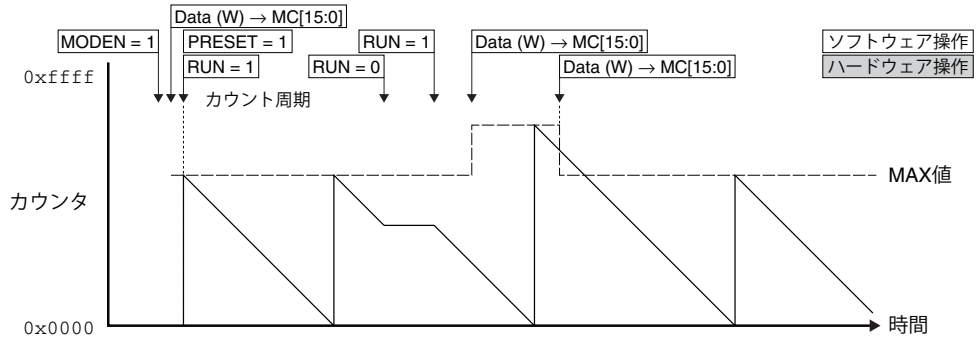 Data (W) → MC[15:0]
MODEN = 1
PRESET = 1
RUN = 1
Data (W) → MC[15:0]
ソフトウェア操作
RUN = 1
RUN = 0
Data (W) → MC[15:0]
ハードウェア操作
0xffff
カウント周期
MAX値
カウンタ
0x0000
時間